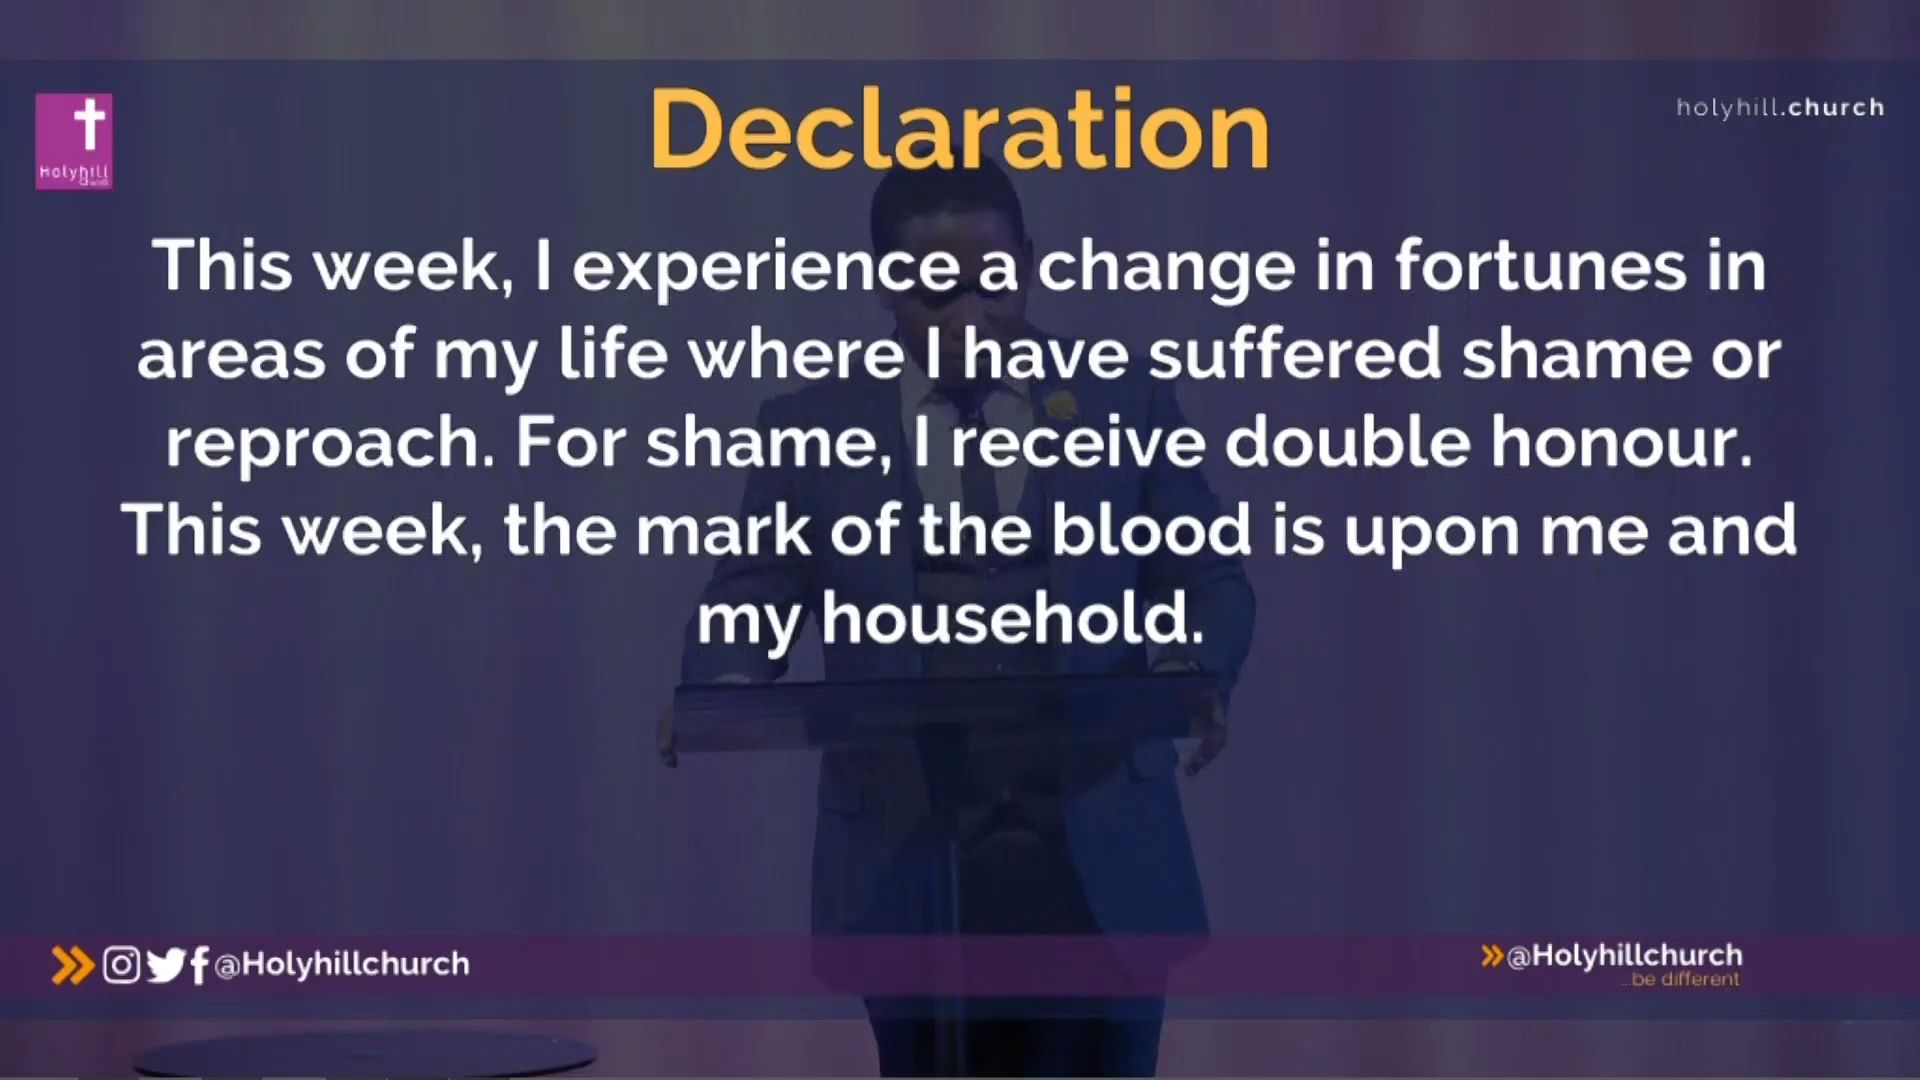 Declaration
holyhill.church
Holyhill
This week, I experience a change in fortunes in
areas of my life where I have suffered shame or
reproach. For shame, I receive double honour.
This week, the mark of the blood is upon me and
my household.
@Holyhillchurch
@Holyhillchurch
...be different